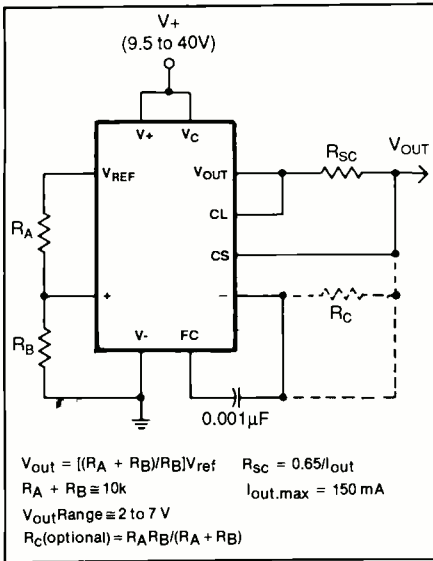 V+
(9.5 to 40V)
V+ VC
VREF
VOUT
RSC
VOUT
CL
RA
CS
+
−
RC
RB
V- FC
0.001µF
Vout = [(RA + RB)/RB]Vref RSC = 0.65/Iout
RA + RB ≅ 10k Iout.max = 150 mA
VoutRange ≅ 2 to 7 V
RC(optional) = RARB/(RA + RB)